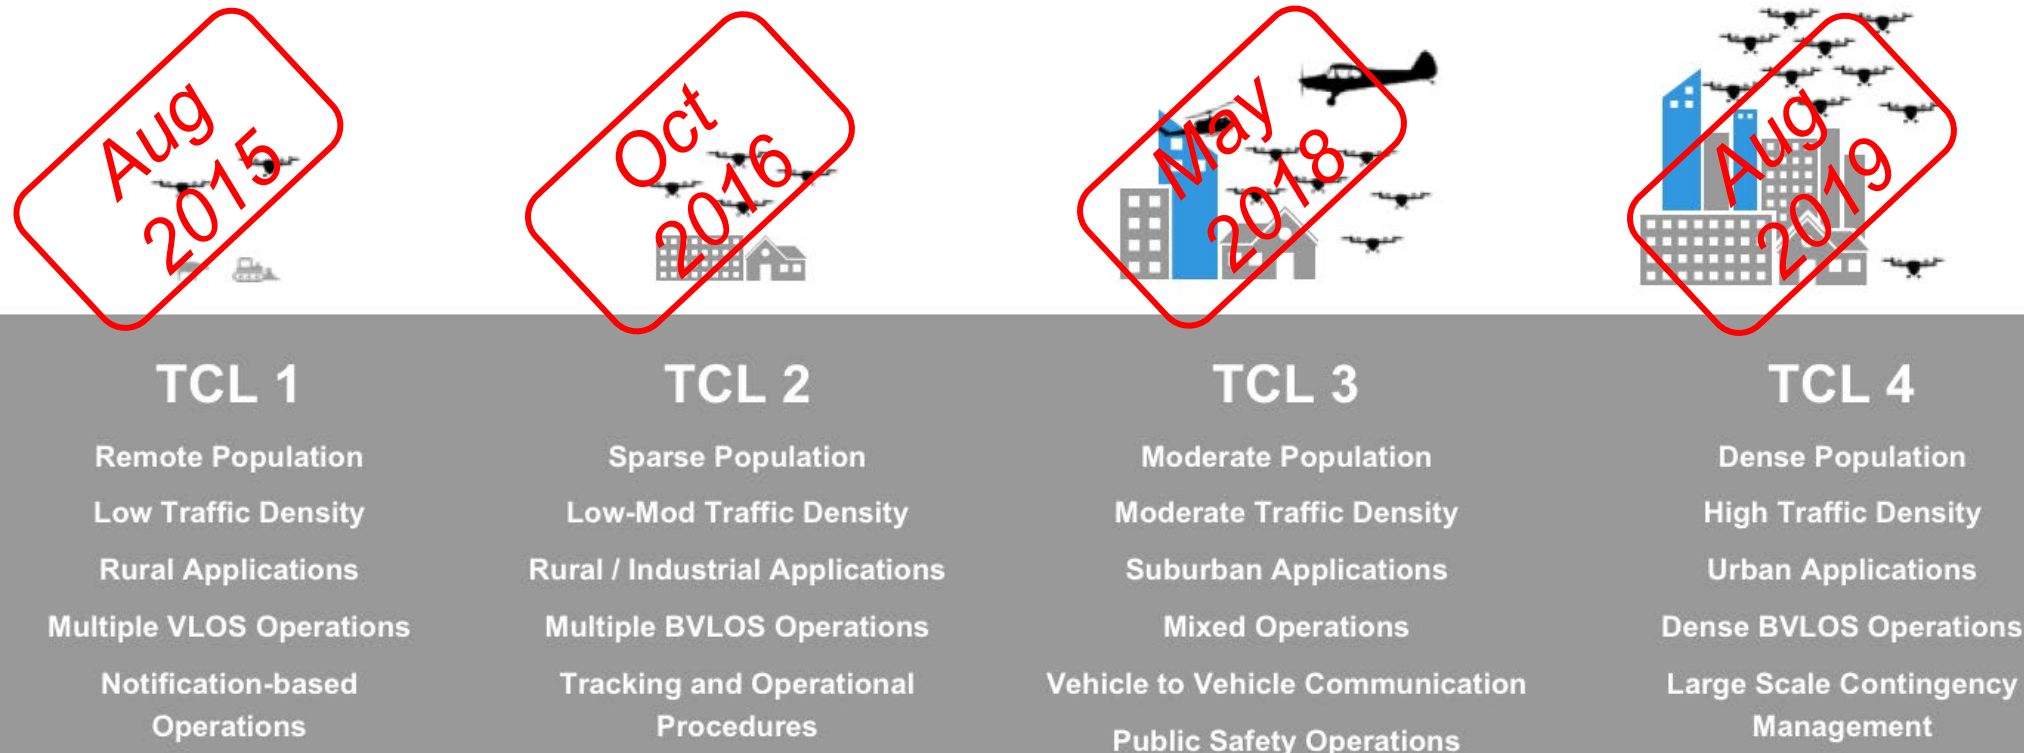 Aug
2015
Oct
2016
May
2018
Aug
2019
TCL 1
Remote Population
Low Traffic Density
Rural Applications
Multiple VLOS Operations
Notification-based
Operations
TCL 2
Sparse Population
Low-Mod Traffic Density
Rural / Industrial Applications
Multiple BVLOS Operations
Tracking and Operational
Procedures
TCL 3
Moderate Population
Moderate Traffic Density
Suburban Applications
Mixed Operations
Vehicle to Vehicle Communication
Public Safety Operations
TCL 4
Dense Population
High Traffic Density
Urban Applications
Dense BVLOS Operations
Large Scale Contingency
Management